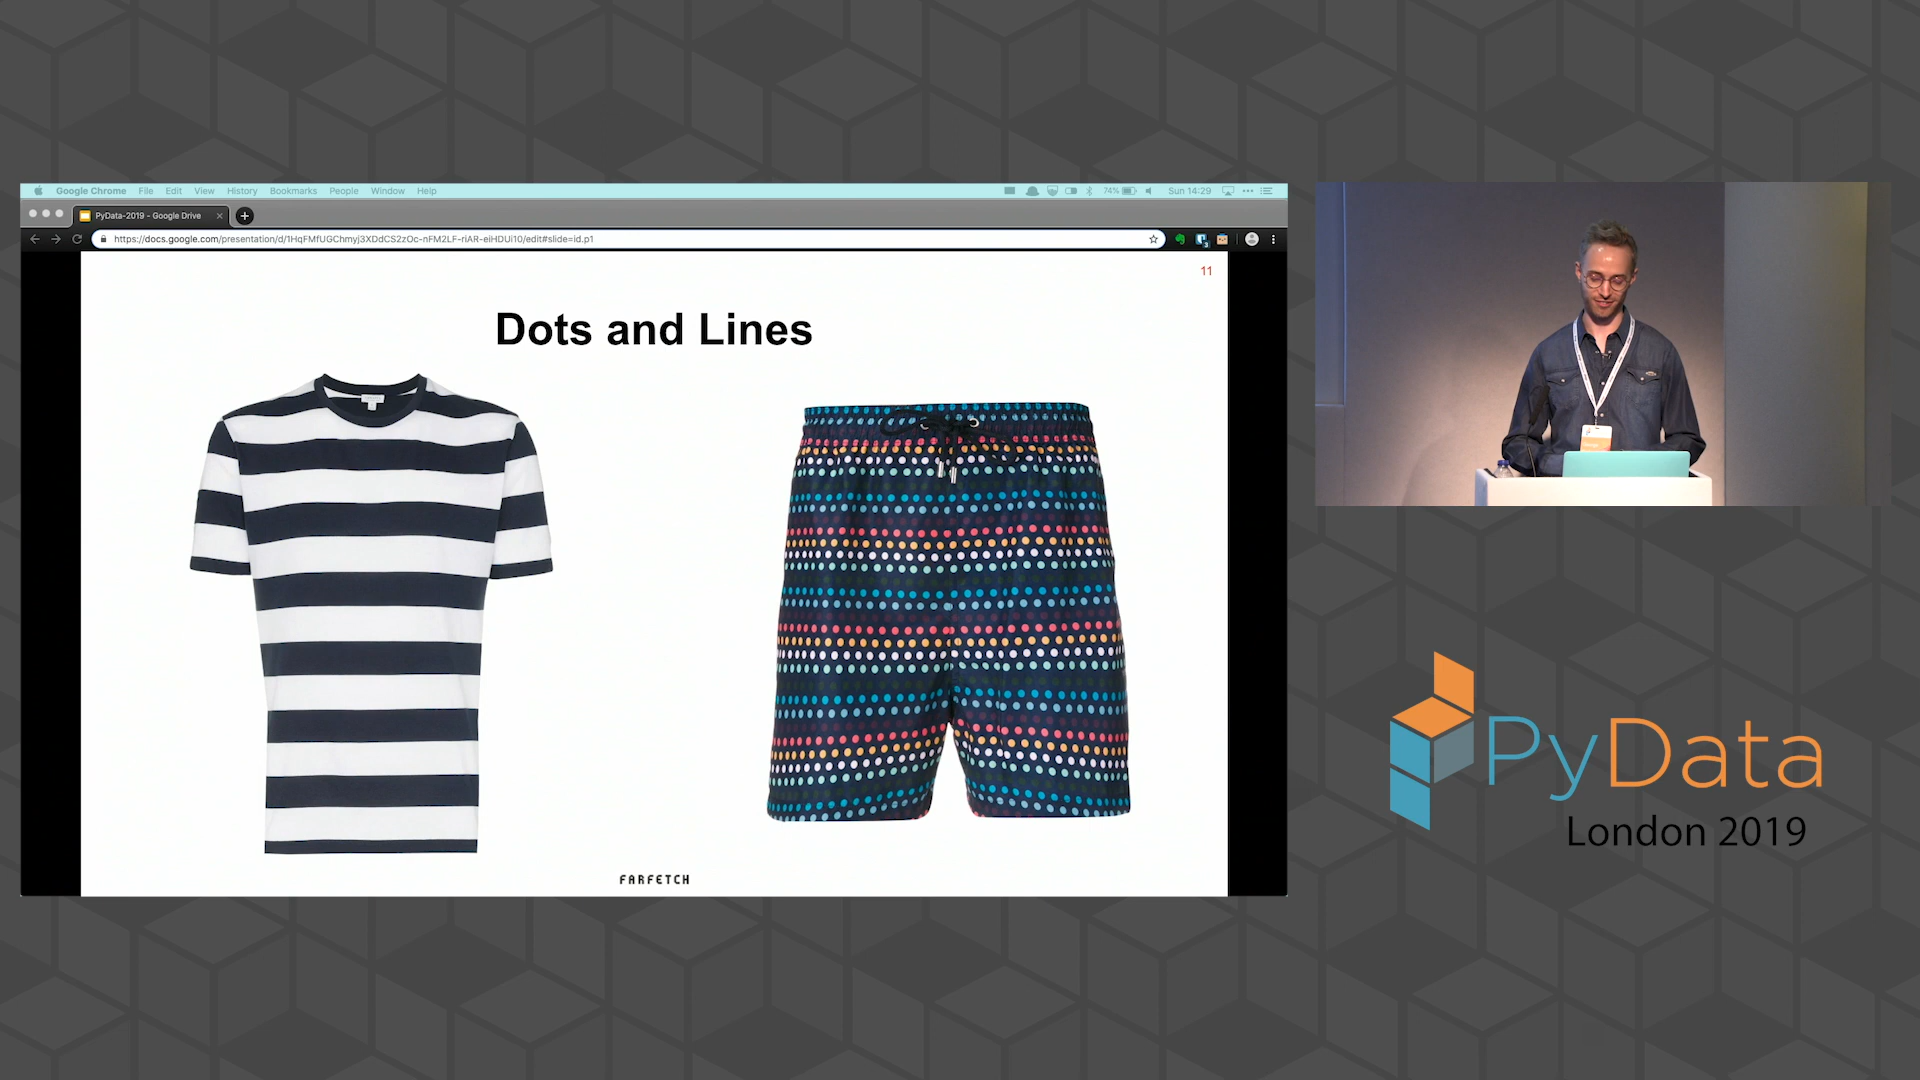 Google Chrome File Edit View History Bookmarks People Window Help
74% Sun 14:29
PyData-2019 - Google Drive
https://docs.google.com/presentation/d/1HqFMfUGChmyj3XDdCS2zOc-nFM2LF-riAR-eiHDUi10/edit#slide=id.p1
11
Dots and Lines
FARFETCH
PyData
London 2019